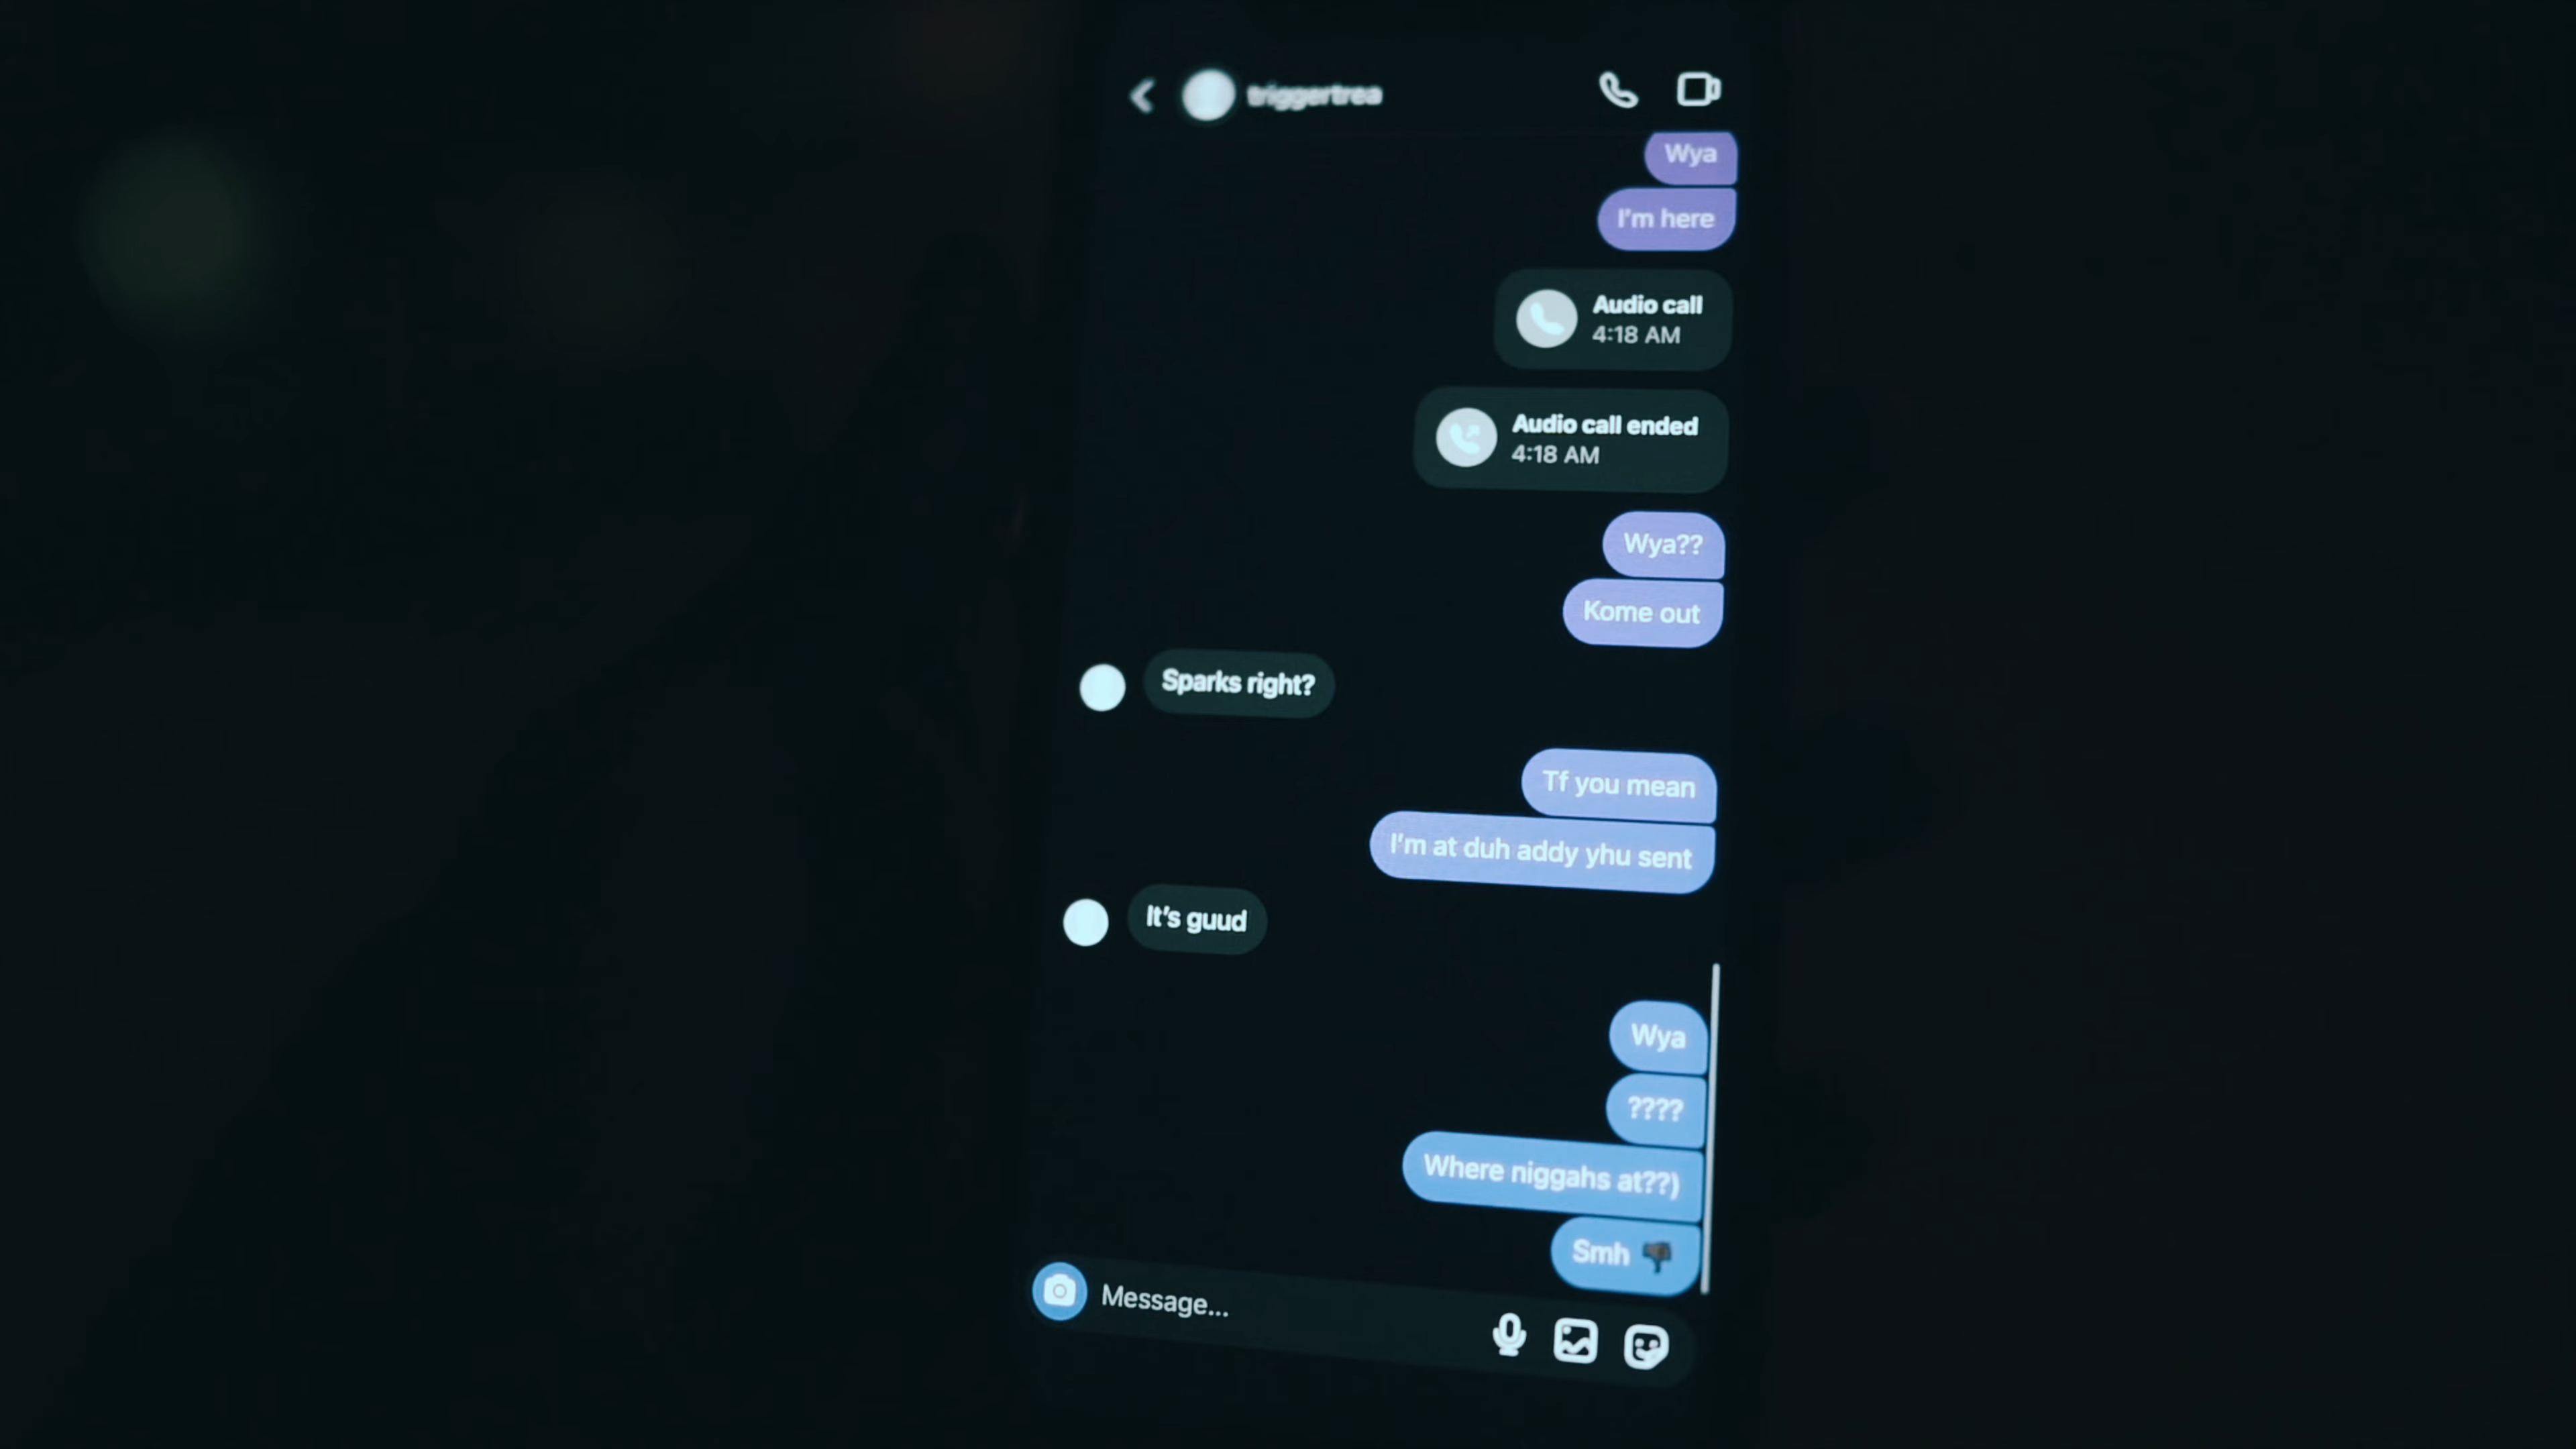 triggertrea
Wya
I'm here
Audio call
4:18 AM
Audio call ended
4:18 AM
Wya??
Kome out
Sparks right?
Tf you mean
I'm at duh addy yhu sent
It's guud
Wya
????
Where niggahs at??)
Smh 👎🏿
Message...